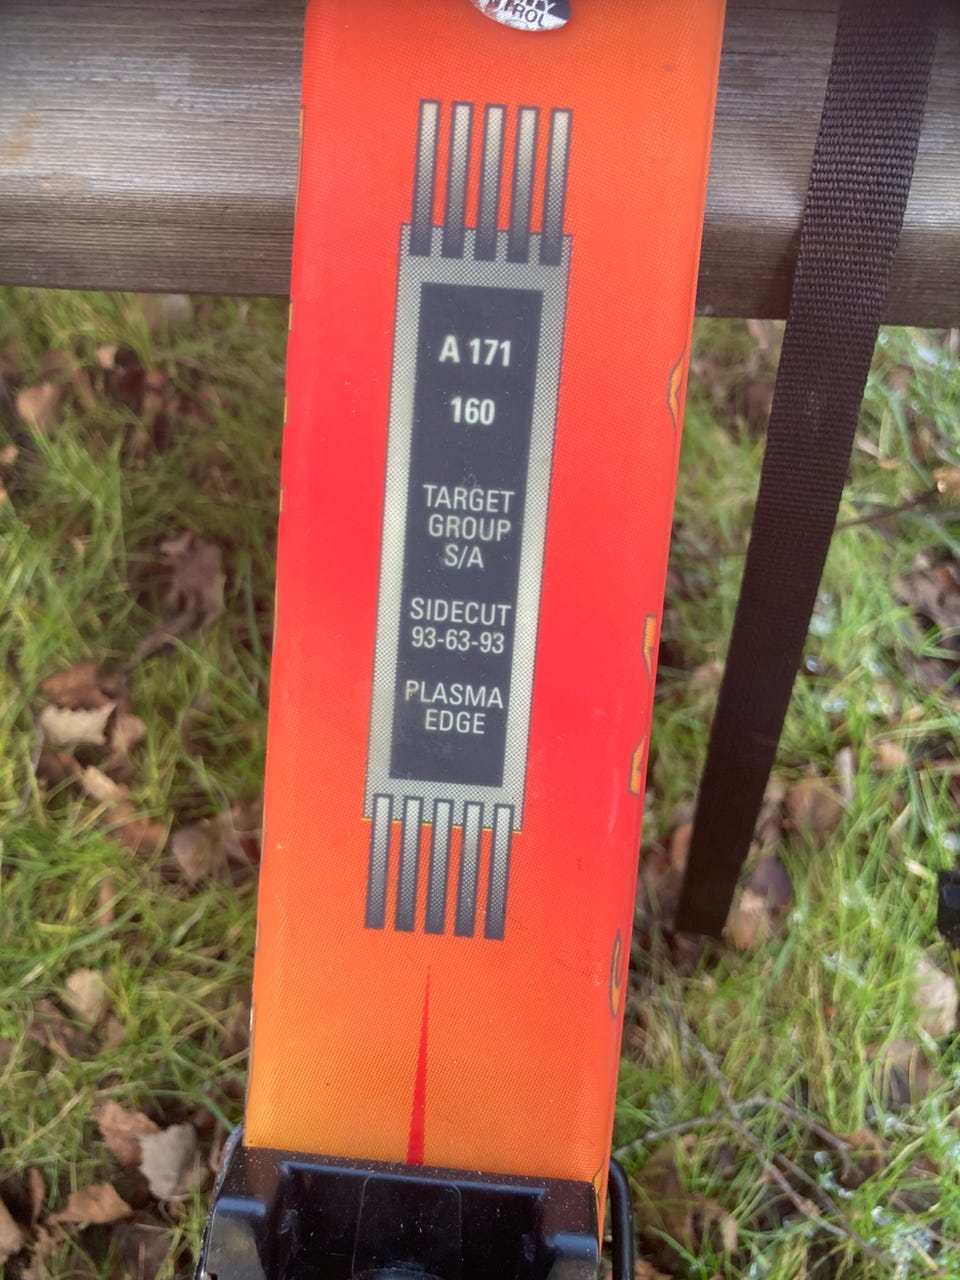 A 171
160
TARGET
GROUP
S/A
SIDECUT
93-63-93
PLASMA
EDGE